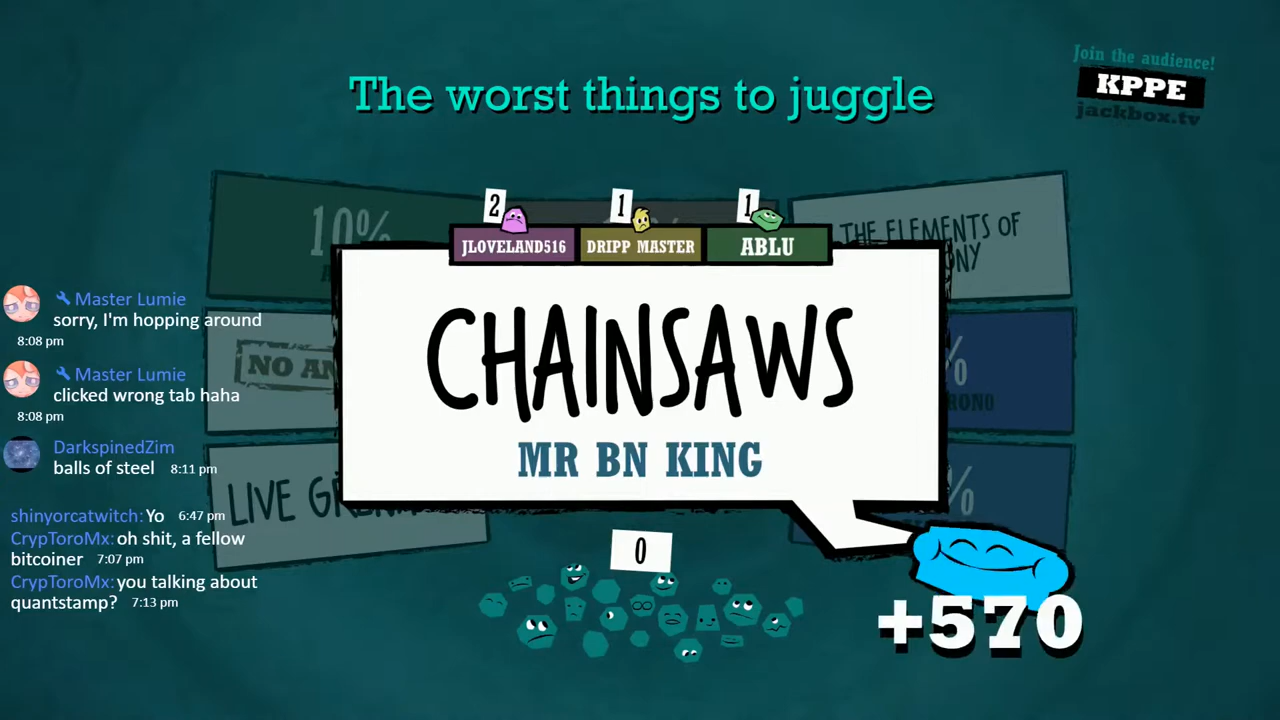 Join the audience!
KPPE
jackbox.tv
The worst things to juggle
10%
2
1
1
JLOVELAND516
DRIPP MASTER
ABLU
THE ELEMENTS OF
CHAINSAWS
MR BN KING
NO
%
LIVE
%
0
+570
Master Lumie
sorry, I'm hopping around
8:08 pm
Master Lumie
clicked wrong tab haha
8:08 pm
DarkspinedZim
balls of steel 8:11 pm
shinyorcatwitch: Yo 6:47 pm
CrypToroMx: oh shit, a fellow
bitcoiner 7:07 pm
CrypToroMx: you talking about
quantstamp? 7:13 pm